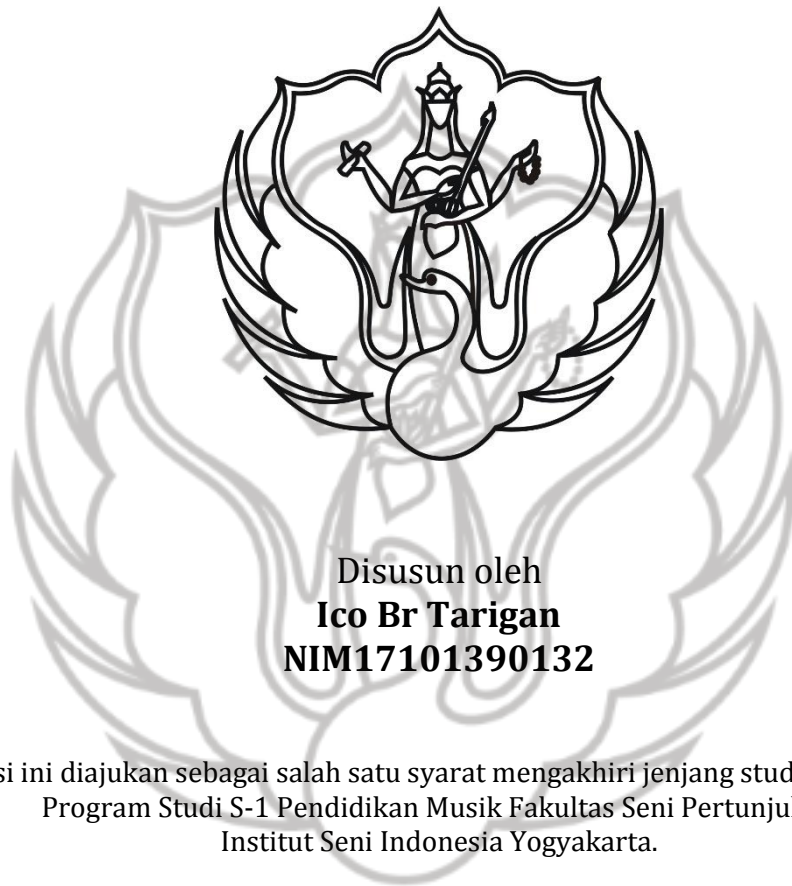 Disusun oleh
Ico Br Tarigan
NIM17101390132
si ini diajukan sebagai salah satu syarat mengakhiri jenjang stud
Program Studi S-1 Pendidikan Musik Fakultas Seni Pertunju
Institut Seni Indonesia Yogyakarta.